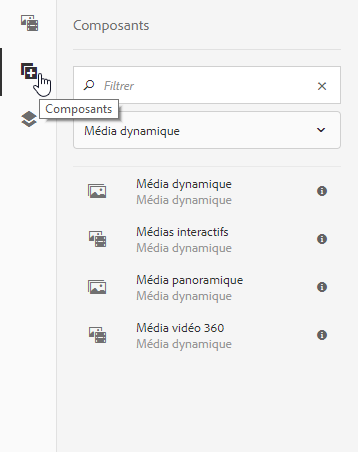 Composants
Filtrer
Composants
Média dynamique
Média dynamique
Média dynamique
Médias interactifs
Média dynamique
Média panoramique
Média dynamique
Média vidéo 360
Média dynamique